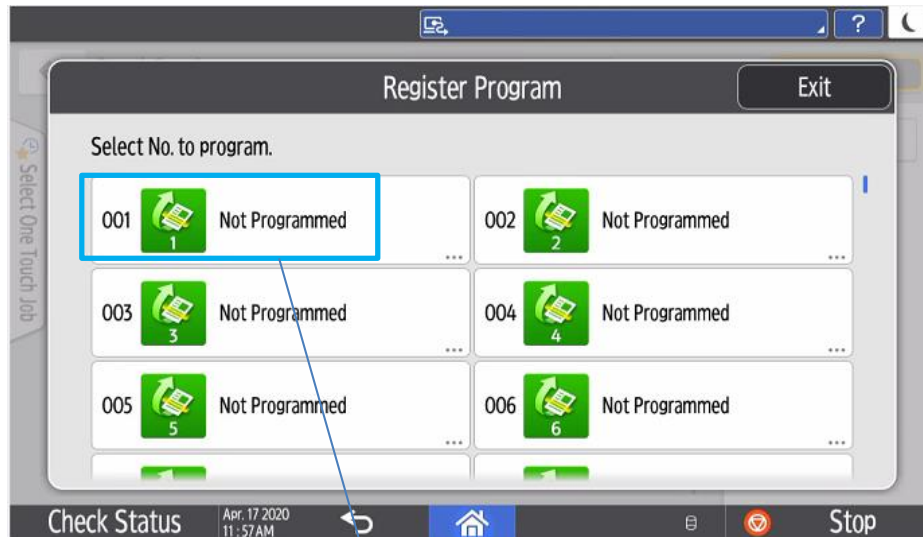 ?
Register Program
Exit
Select No. to program.
Select One Touch Job
001 1 Not Programmed
002 2 Not Programmed
003 3 Not Programmed
004 4 Not Programmed
005 5 Not Programmed
006 6 Not Programmed
Check Status
Apr. 17 2020
11 : 57 AM
Stop